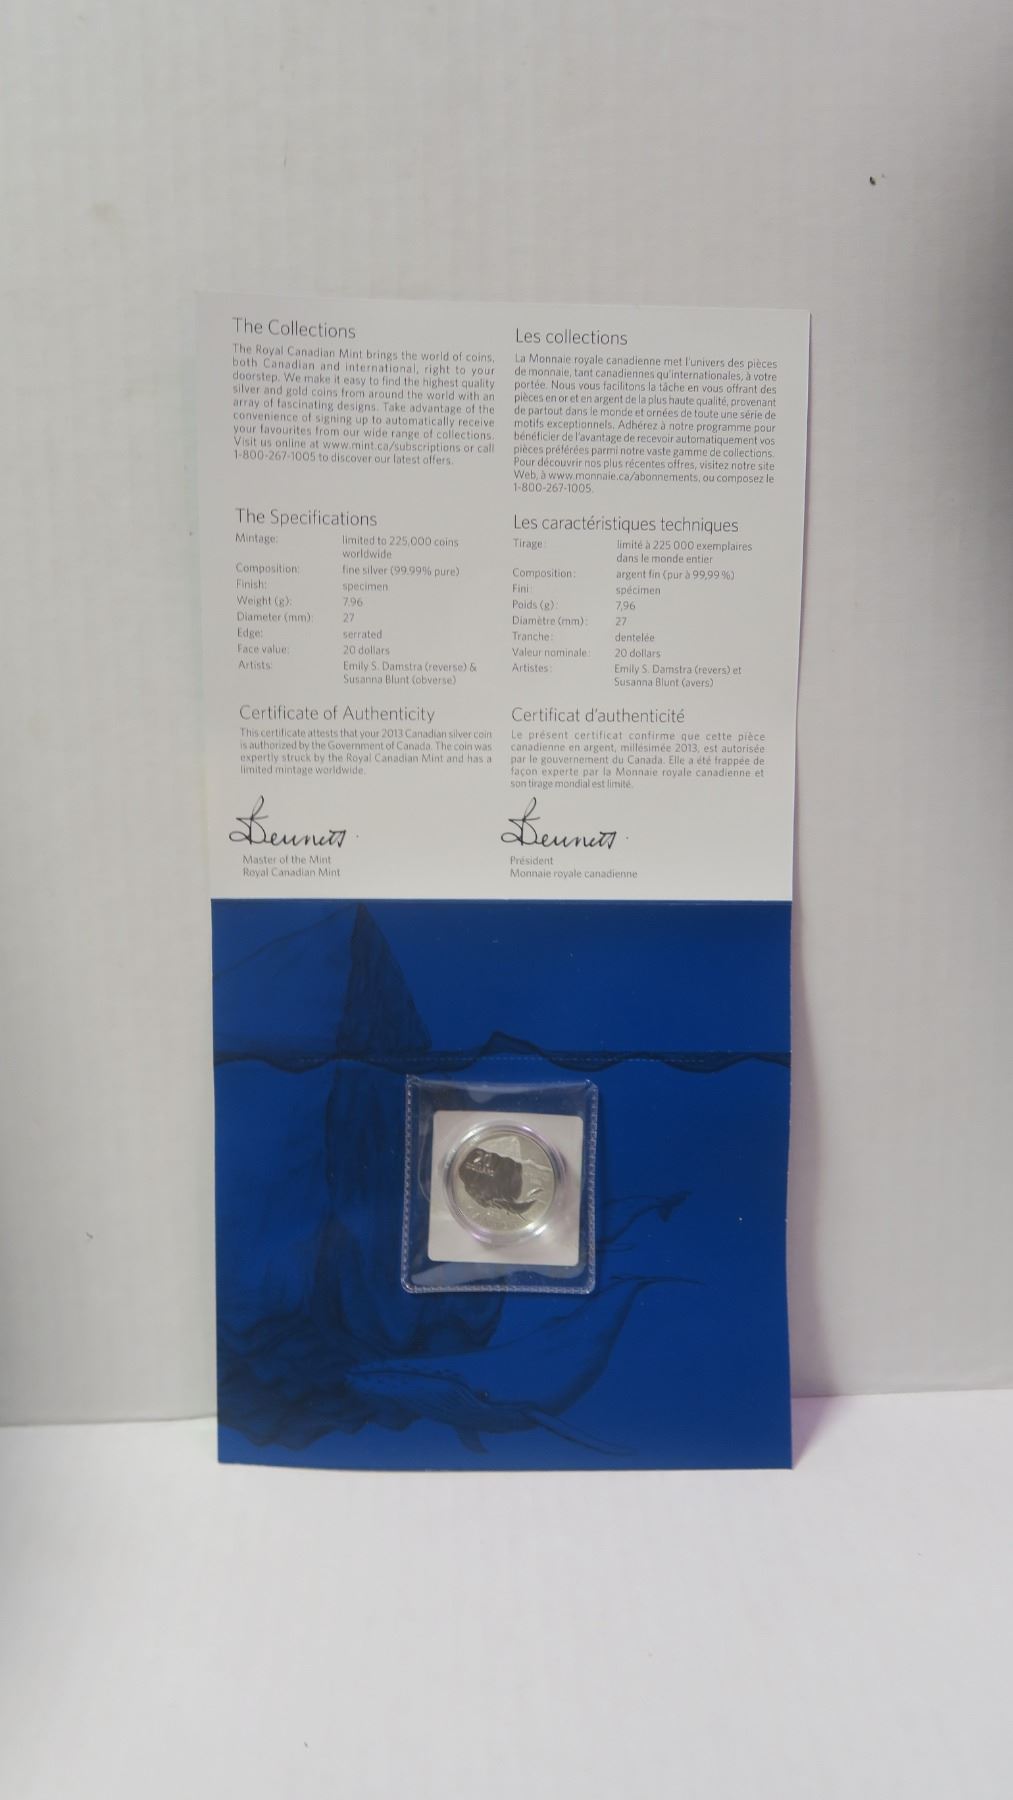 The Collections
The Royal Canadian Mint brings the world of coins,
both Canadian and international, right to your
doorstep. We make it easy to find the highest quality
silver and gold coins from around the world with an
array of fascinating designs. Take advantage of the
convenience of signing up to automatically receive
your favourites from our wide range of collections.
Visit us online at www.mint.ca/subscriptions or call
1-800-267-1005 to discover our latest offers.
The Specifications
Mintage: limited to 225,000 coins
worldwide
Composition: fine silver (99.99% pure)
Finish: specimen
Weight (g): 7.96
Diameter (mm): 27
Edge: serrated
Face value: 20 dollars
Artists: Emily S. Damstra (reverse) &
Susanna Blunt (obverse)
Certificate of Authenticity
This certificate attests that your 2013 Canadian silver coin
is authorized by the Government of Canada. The coin was
expertly struck by the Royal Canadian Mint and has a
limited mintage worldwide.
Bennett
Master of the Mint
Royal Canadian Mint
Les collections
La Monnaie royale canadienne met l'univers des pièces
de monnaie, tant canadiennes qu'internationales, à votre
portée. Nous vous facilitons la tâche en vous offrant des
pièces en or et en argent de la plus haute qualité, provenant
de partout dans le monde et ornées de toute une série de
motifs exceptionnels. Adhérez à notre programme pour
bénéficier de l'avantage de recevoir automatiquement vos
pièces préférées parmi notre vaste gamme de collections.
Pour découvrir nos plus récentes offres, visitez notre site
Web, à www.monnaie.ca/abonnements, ou composez le
1-800-267-1005.
Les caractéristiques techniques
Tirage: limité à 225 000 exemplaires
dans le monde entier
Composition: argent fin (pur à 99,99 %)
Fini: spécimen
Poids (g): 7,96
Diamètre (mm): 27
Tranche: dentelée
Valeur nominale: 20 dollars
Artistes: Emily S. Damstra (revers) et
Susanna Blunt (avers)
Certificat d'authenticité
Le présent certificat confirme que cette pièce
canadienne en argent, millésimée 2013, est autorisée
par le gouvernement du Canada. Elle a été frappée de
façon experte par la Monnaie royale canadienne et
son tirage mondial est limité.
Bennett
Président
Monnaie royale canadienne
20
DOLLARS